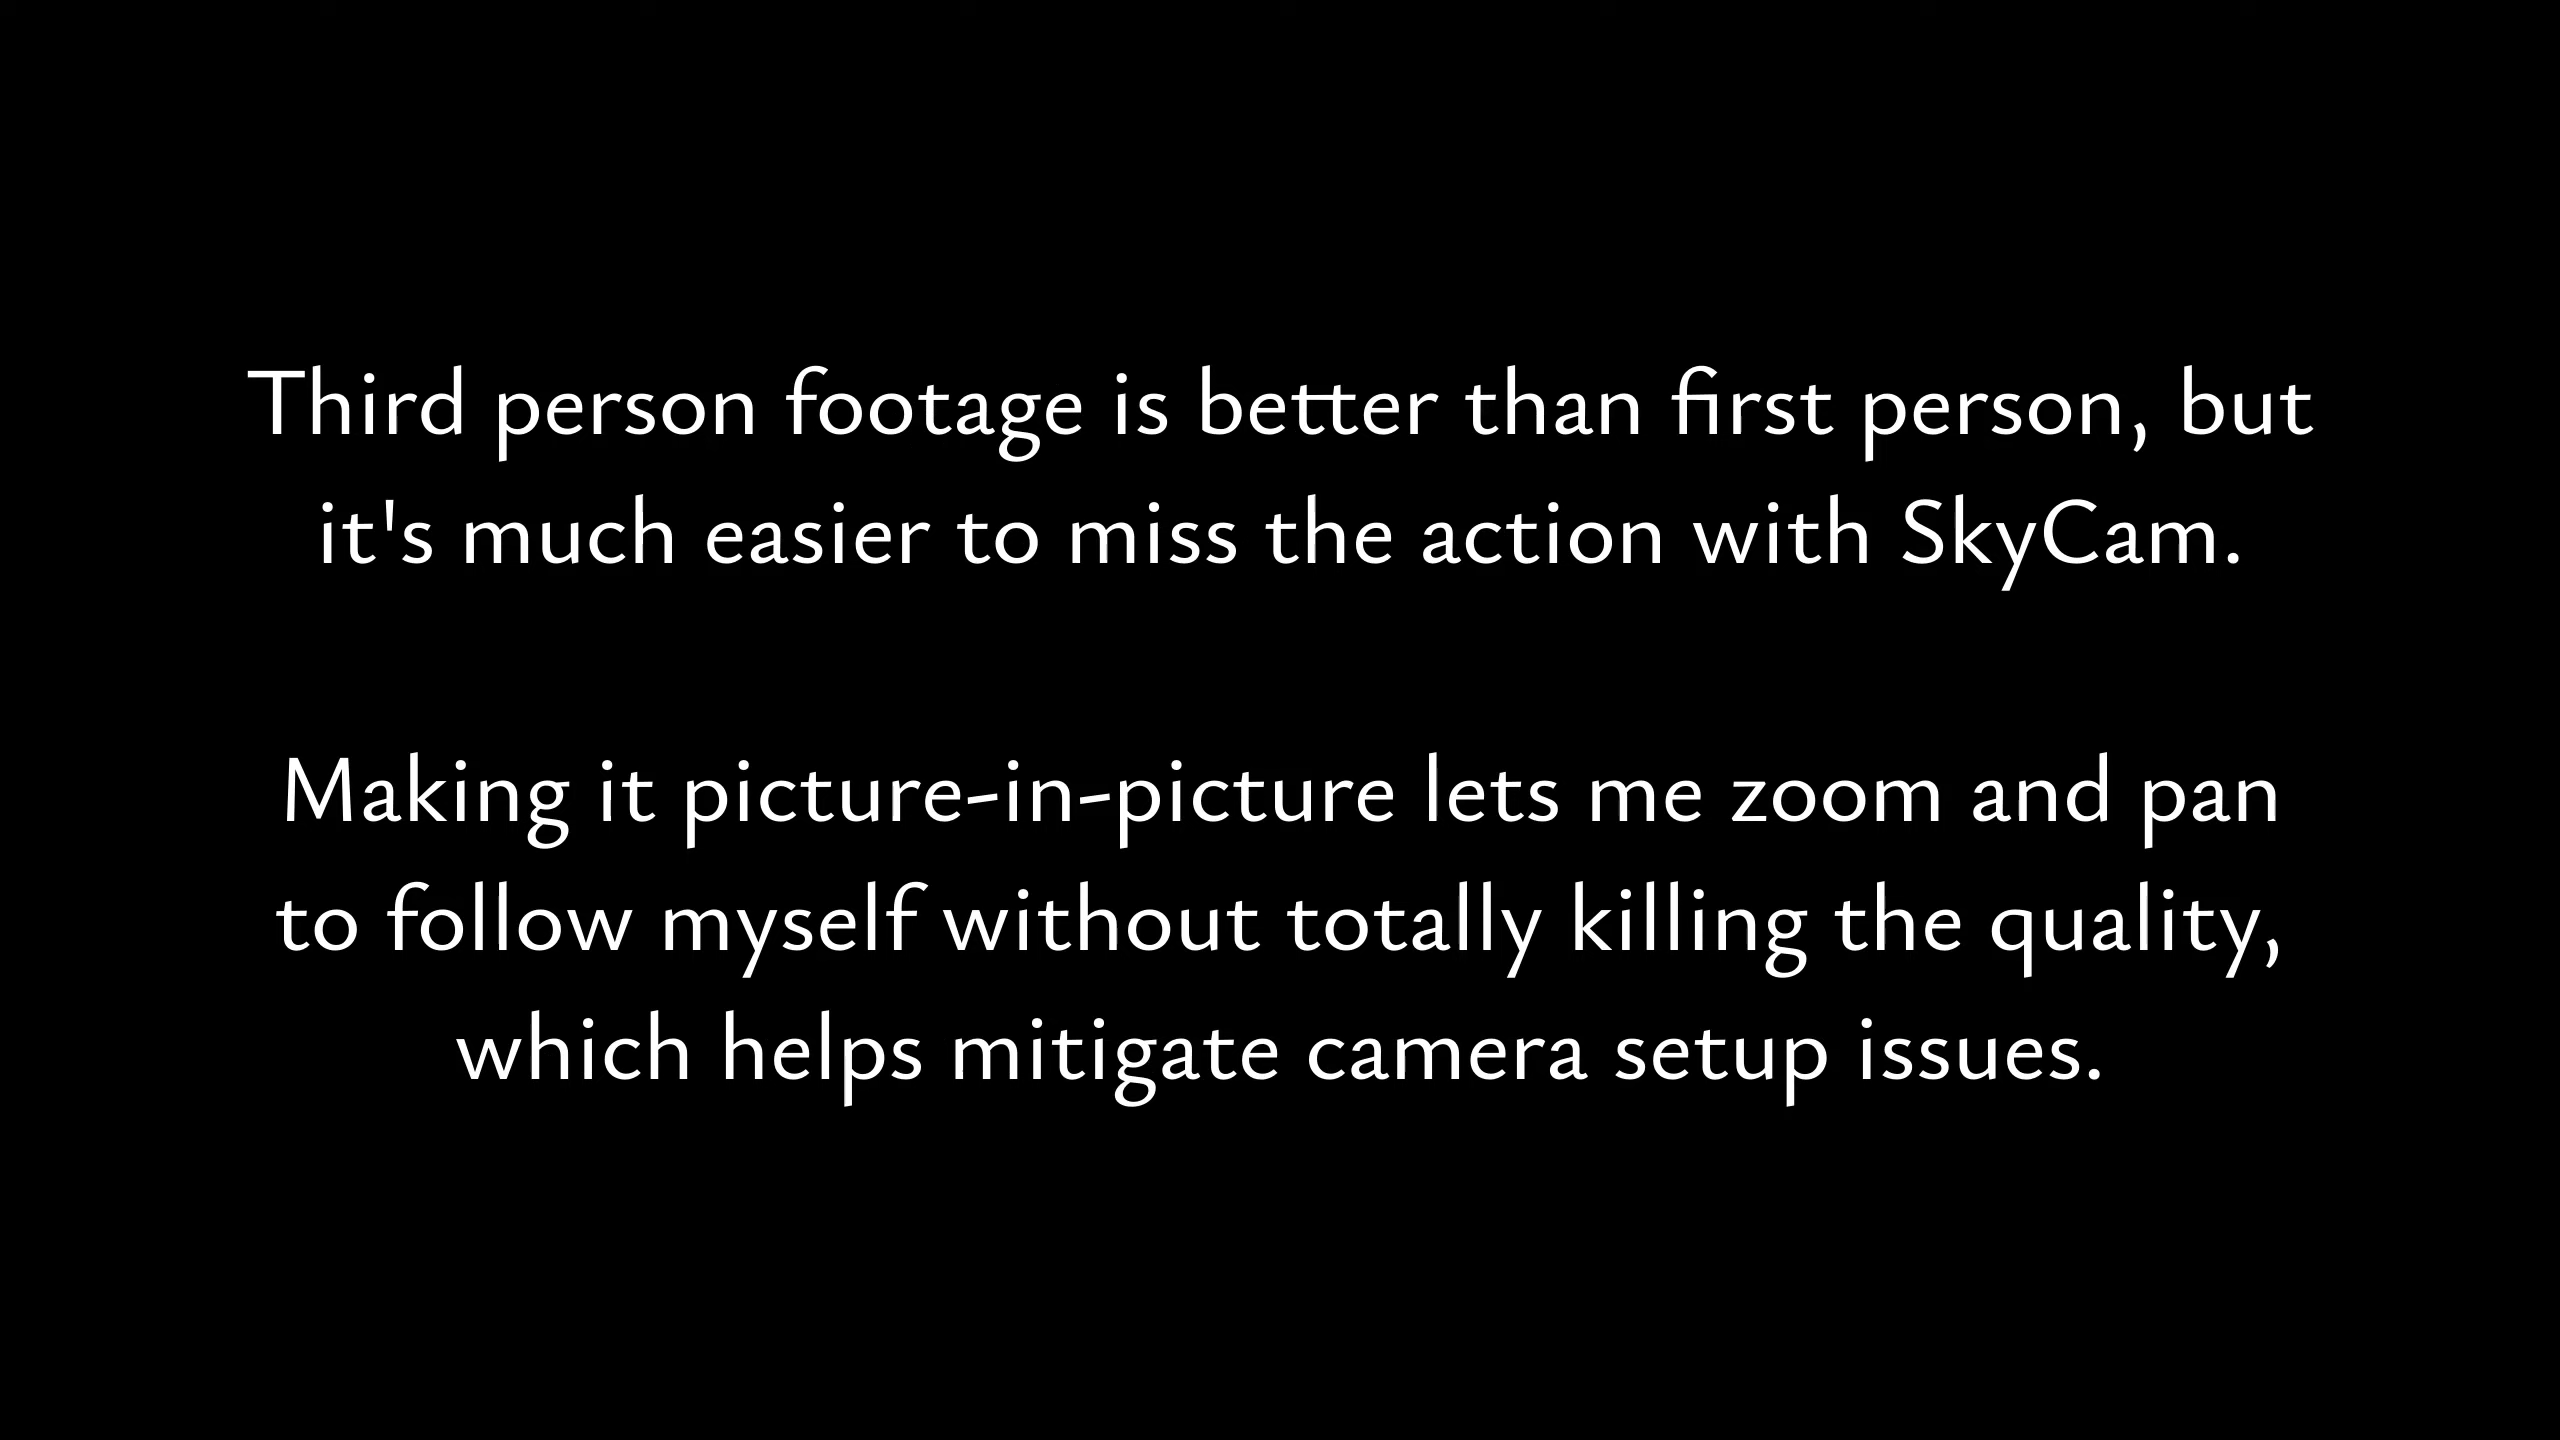 Third person footage is better than first person, but
it's much easier to miss the action with SkyCam.
Making it picture-in-picture lets me zoom and pan
to follow myself without totally killing the quality,
which helps mitigate camera setup issues.